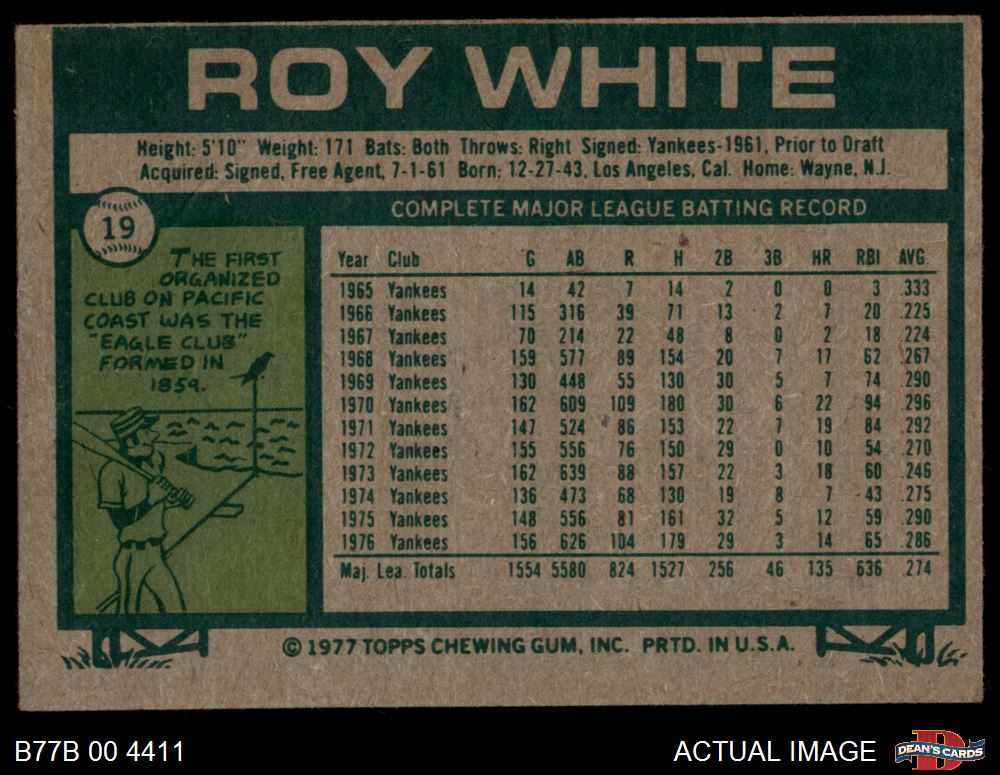 ROY WHITE
Height: 5'10" Weight: 171 Bats: Both Throws: Right Signed: Yankees-1961, Prior to Draft
Acquired: Signed, Free Agent, 7-1-61 Born: 12-27-43, Los Angeles, Cal. Home: Wayne, N.J.
19
THE FIRST
ORGANIZED
CLUB ON PACIFIC
COAST WAS THE
"EAGLE CLUB"
FORMED IN
1859.
COMPLETE MAJOR LEAGUE BATTING RECORD
Year Club G AB R H 2B 3B HR RBI AVG.
1965 Yankees 14 42 7 14 2 0 0 3 .333
1966 Yankees 115 316 39 71 13 2 7 20 .225
1967 Yankees 70 214 22 48 8 0 2 18 .224
1968 Yankees 159 577 89 154 20 7 17 62 .267
1969 Yankees 130 448 55 130 30 5 7 74 .290
1970 Yankees 162 609 109 180 30 6 22 94 .296
1971 Yankees 147 524 86 153 22 7 19 84 .292
1972 Yankees 155 556 76 150 29 0 10 54 .270
1973 Yankees 162 639 88 157 22 3 18 60 .246
1974 Yankees 136 473 68 130 19 8 7 43 .275
1975 Yankees 148 556 81 161 32 5 12 59 .290
1976 Yankees 156 626 104 179 29 3 14 65 .286
Maj. Lea. Totals 1554 5580 824 1527 256 46 135 636 .274
© 1977 TOPPS CHEWING GUM, INC. PRTD. IN U.S.A.
B77B 00 4411
ACTUAL IMAGE
DEAN'S CARDS